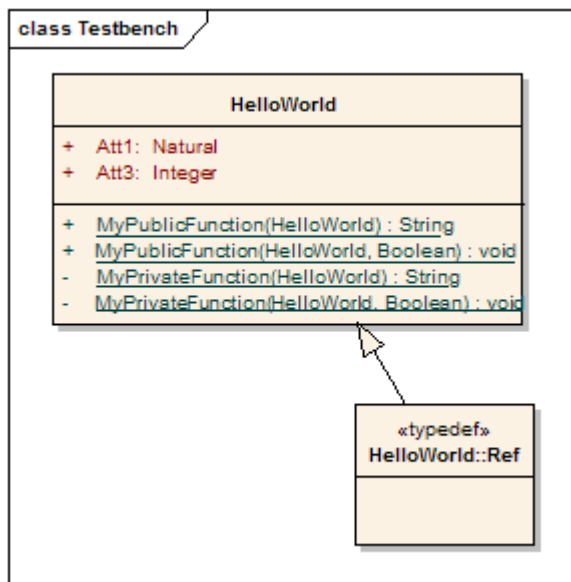 class Testbench
HelloWorld
+ Att1: Natural
+ Att3: Integer
+ MyPublicFunction(HelloWorld) : String
+ MyPublicFunction(HelloWorld, Boolean) : void
- MyPrivateFunction(HelloWorld) : String
- MyPrivateFunction(HelloWorld, Boolean) : void
«typedef»
HelloWorld::Ref